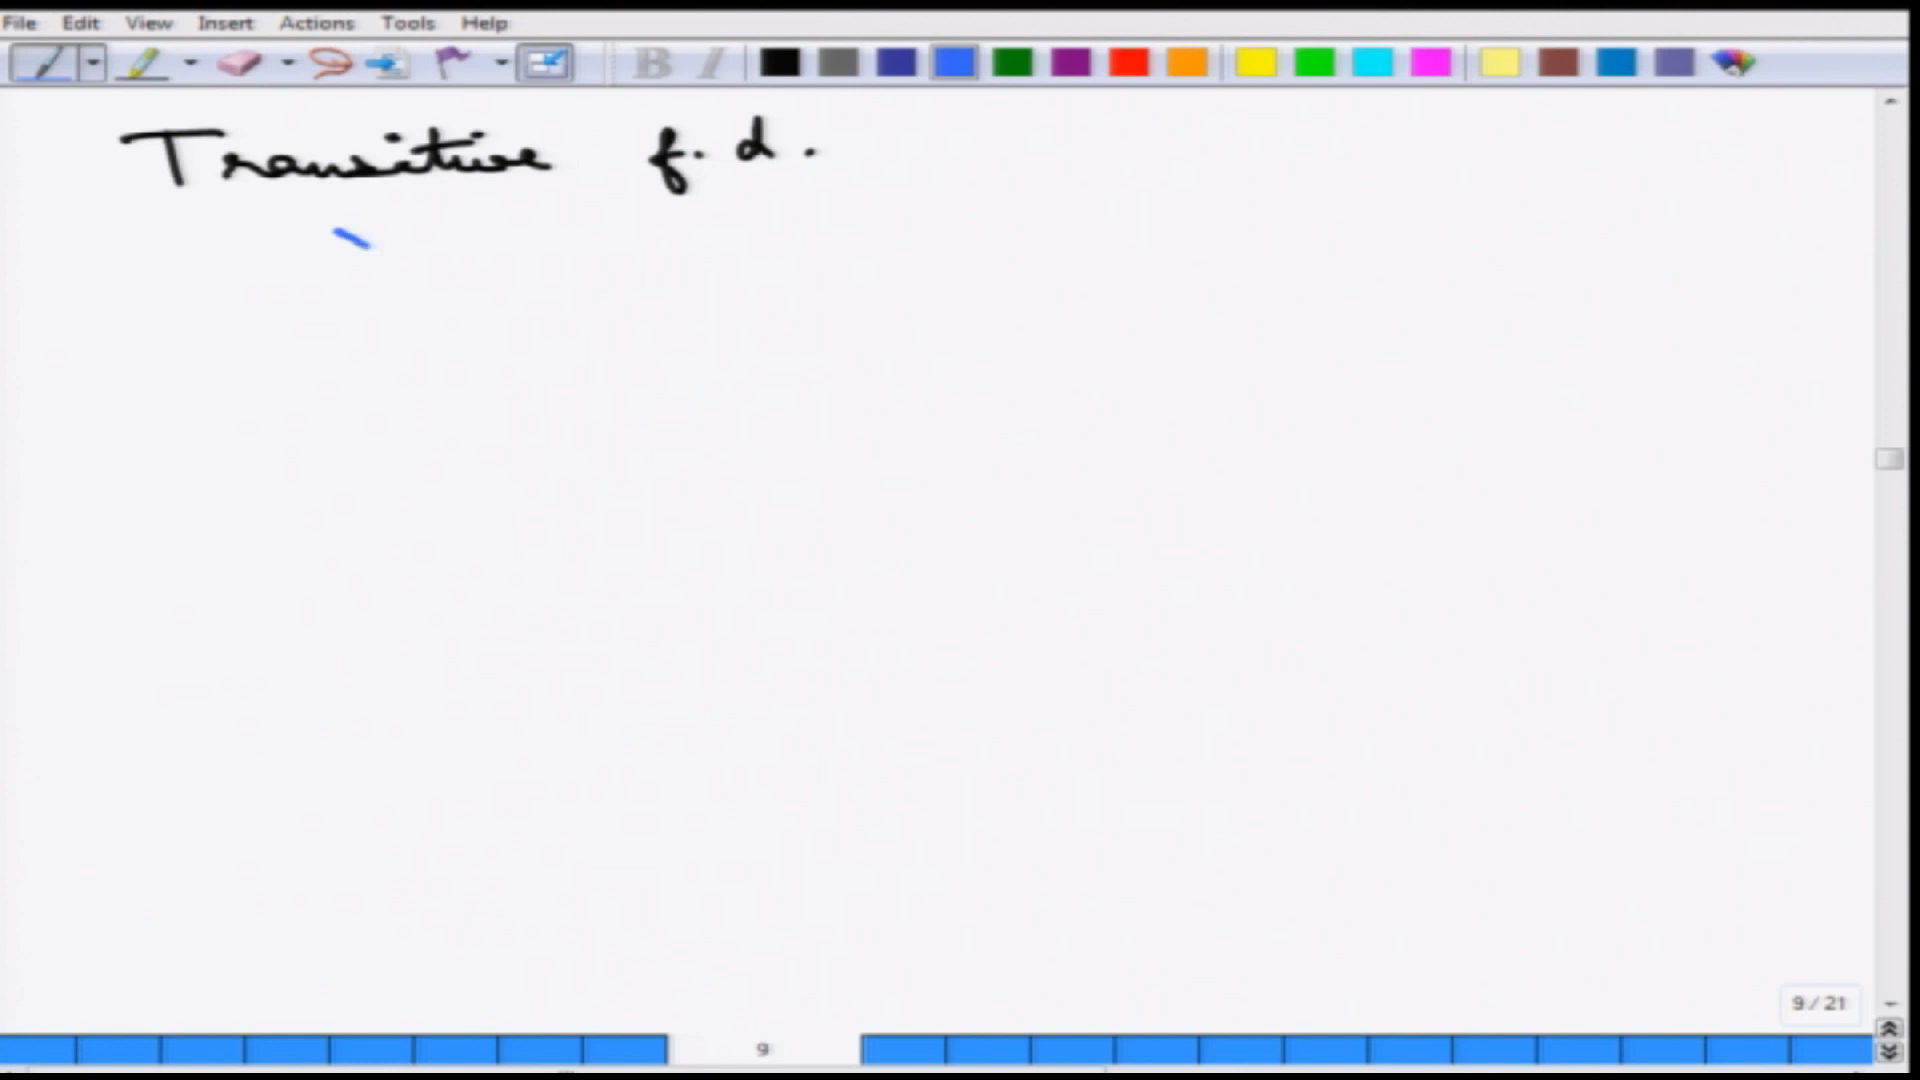 File Edit View Insert Actions Tools Help
B I
Transitive f.d.
9 / 21
9